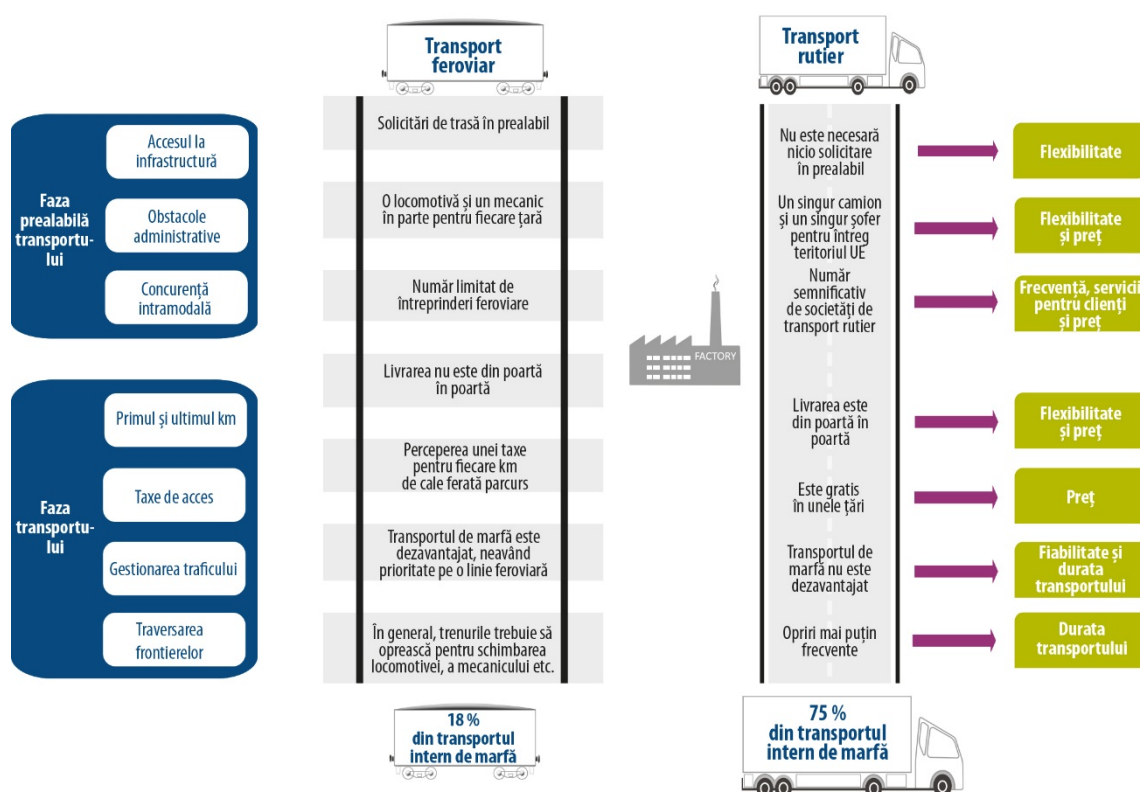 Transport
feroviar
Transport
rutier
Faza
prealabilă
transportu-
lui
Accesul la
infrastructură
Solicitări de trasă în prealabil
Nu este necesară
nicio solicitare
în prealabil
Flexibilitate
Obstacole
administrative
O locomotivă și un mecanic
în parte pentru fiecare țară
Un singur camion
și un singur șofer
pentru întreg
teritoriul UE
Flexibilitate
și preț
Concurență
intramodală
Număr limitat de
întreprinderi feroviare
Număr
semnificativ
de societăți de
transport rutier
Frecvență, servicii
pentru clienți
și preț
FACTORY
Faza
transportu-
lui
Primul și ultimul km
Livrarea nu este din poartă
în poartă
Livrarea este
din poartă în
poartă
Flexibilitate
și preț
Taxe de acces
Perceperea unei taxe
pentru fiecare km
de cale ferată parcurs
Este gratis
în unele țări
Preț
Gestionarea traficului
Transportul de marfă este
dezavantajat, neavând
prioritate pe o linie feroviară
Transportul de
marfă nu este
dezavantajat
Fiabilitate și
durata
transportului
Traversarea
frontierelor
În general, trenurile trebuie să
oprească pentru schimbarea
locomotivei, a mecanicului etc.
Opriri mai puțin
frecvente
Durata
transportului
18 %
din transportul
intern de marfă
75 %
din transportul
intern de marfă